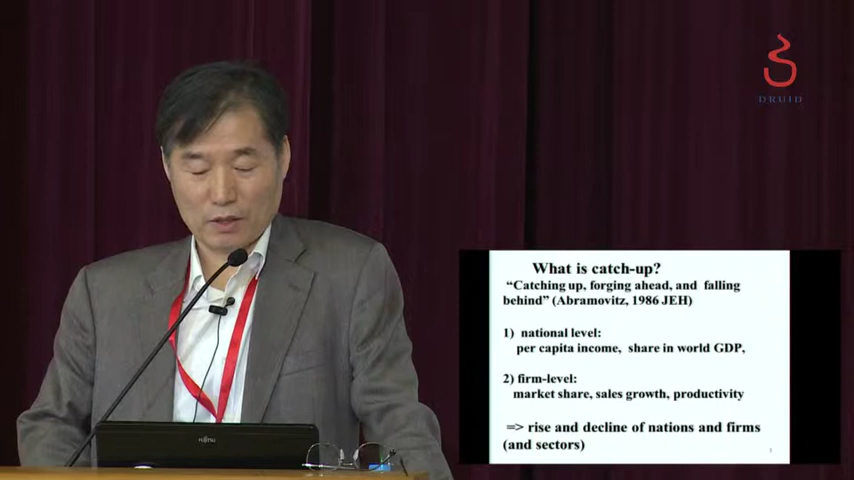 DRUID
What is catch-up?
“Catching up, forging ahead, and falling
behind” (Abramovitz, 1986 JEH)
1) national level:
per capita income, share in world GDP,
2) firm-level:
market share, sales growth, productivity
=> rise and decline of nations and firms
(and sectors)
FUJITSU